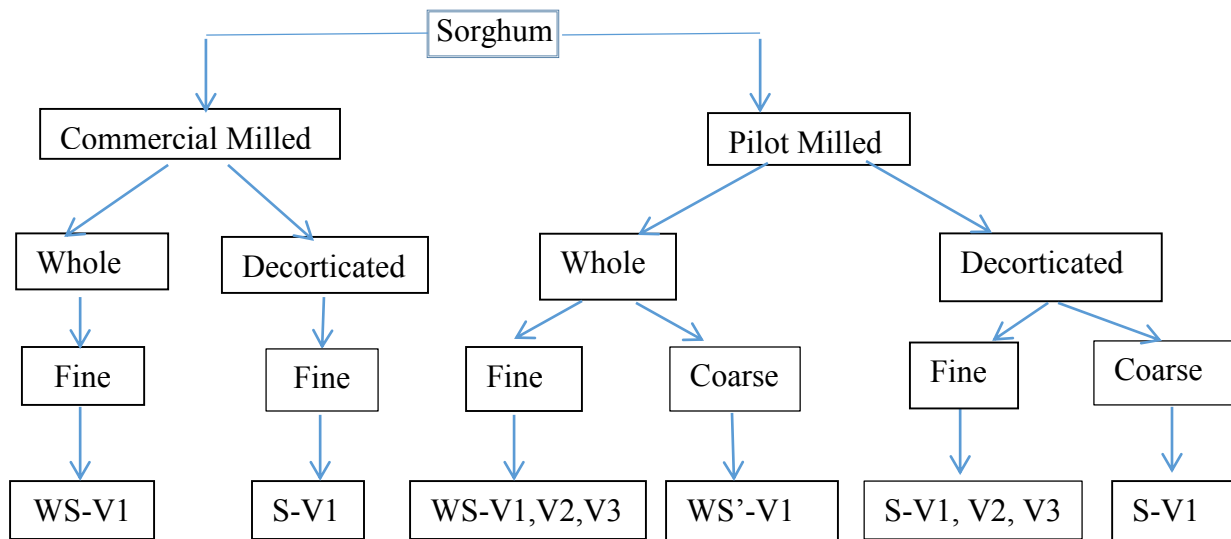 Sorghum
Commercial Milled
Pilot Milled
Whole
Decorticated
Whole
Decorticated
Fine
Fine
Fine
Coarse
Fine
Coarse
WS-V1
S-V1
WS-V1,V2,V3
WS’-V1
S-V1, V2, V3
S-V1